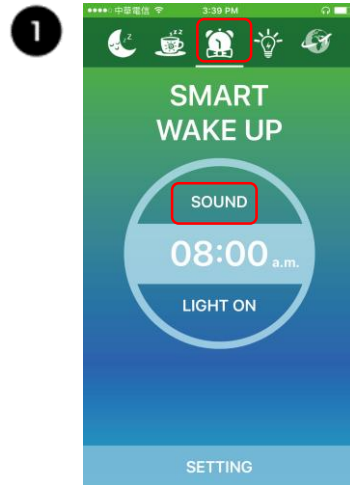 1
中華電信 3:39 PM
SMART
WAKE UP
SOUND
08:00 a.m.
LIGHT ON
SETTING